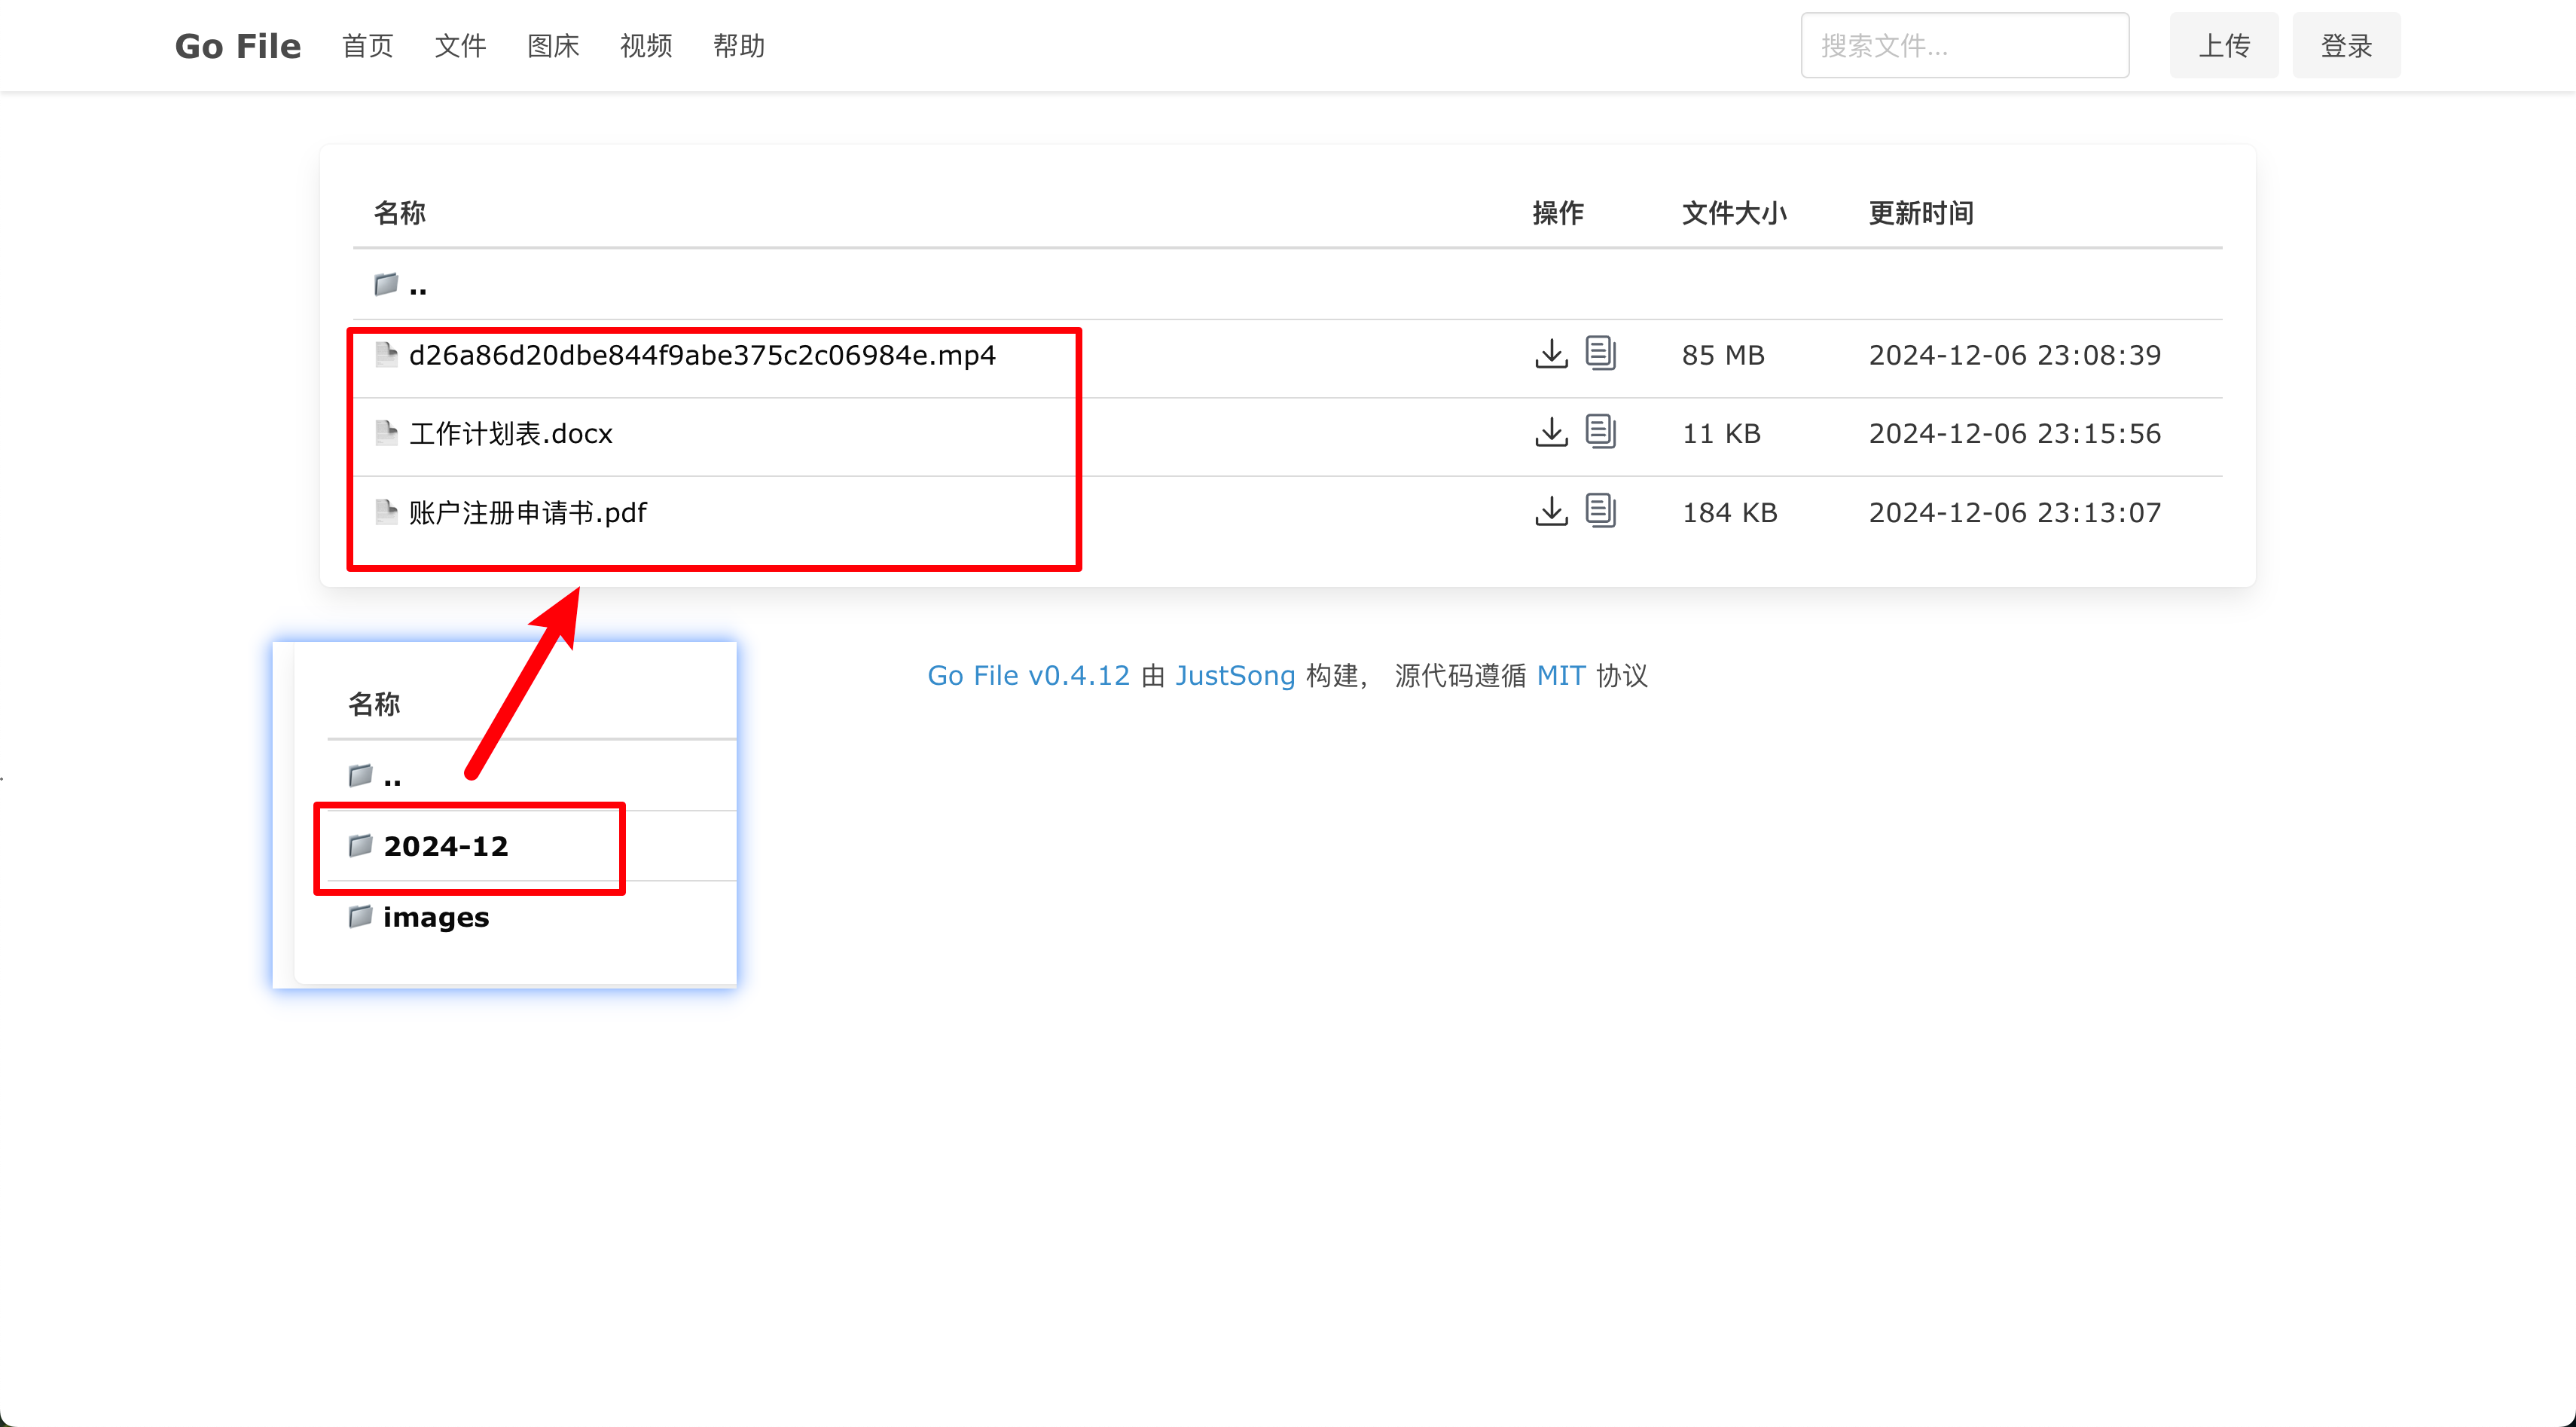 Go File 首页 文件 图床 视频 帮助 搜索文件... 上传 登录
名称 操作 文件大小 更新时间
..
d26a86d20dbe844f9abe375c2c06984e.mp4 85 MB 2024-12-06 23:08:39
工作计划表.docx 11 KB 2024-12-06 23:15:56
账户注册申请书.pdf 184 KB 2024-12-06 23:13:07
Go File v0.4.12 由 JustSong 构建， 源代码遵循 MIT 协议
名称
..
2024-12
images